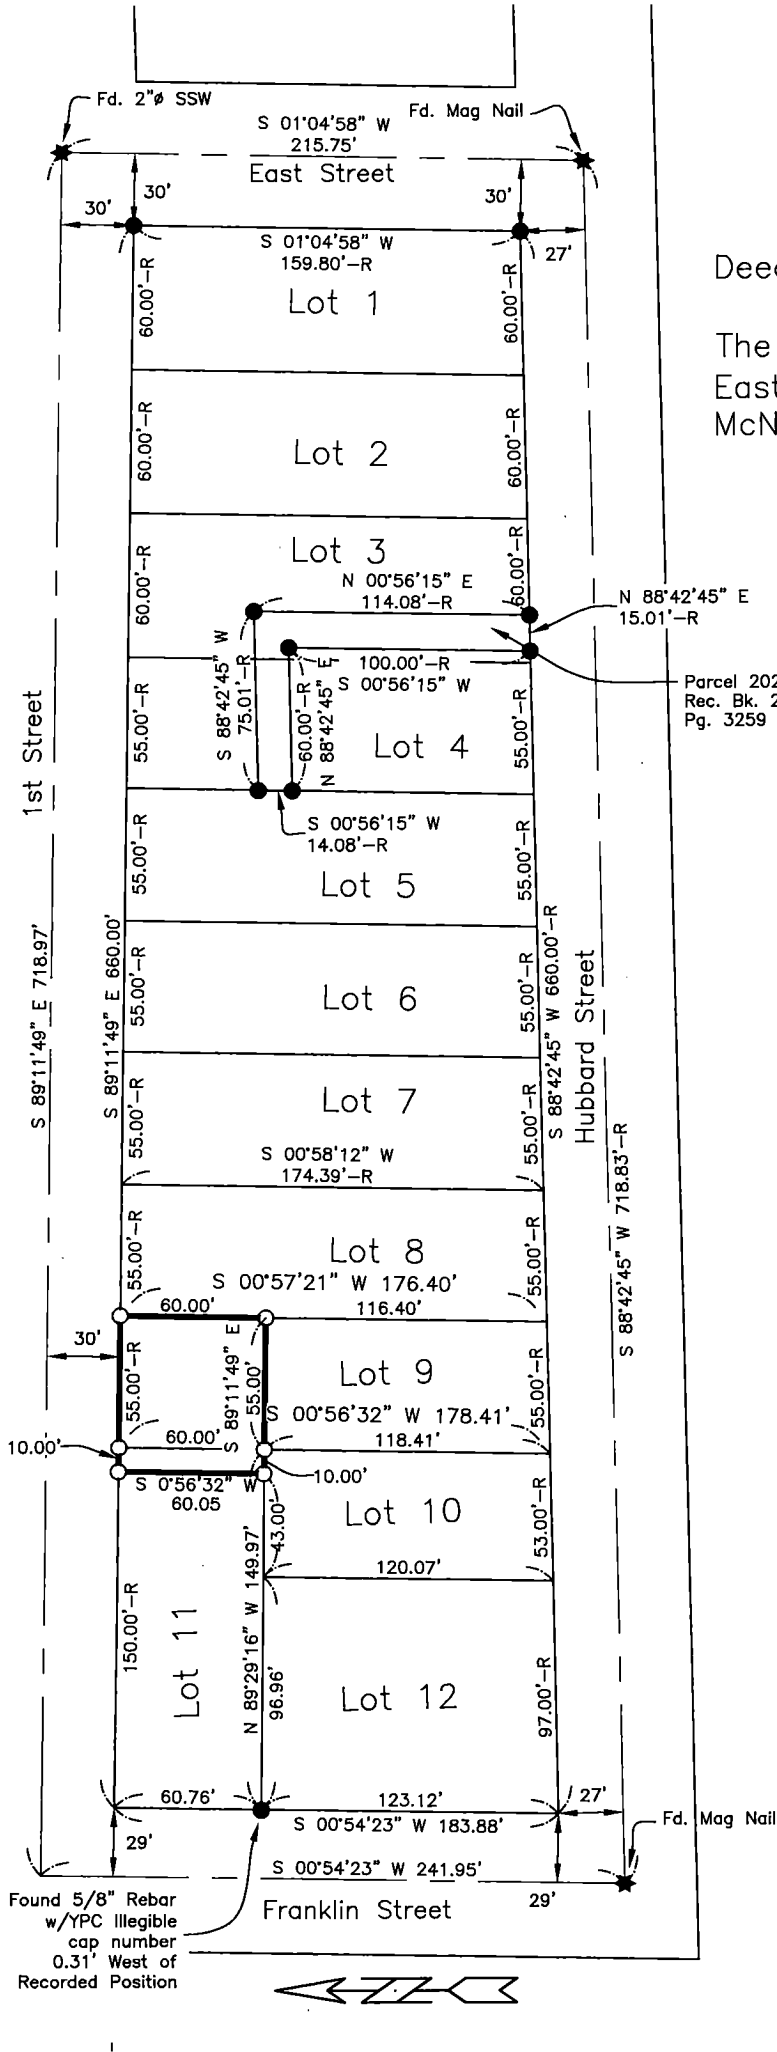 Fd. 2"ø SSW
Fd. Mag Nail
S 01°04'58" W
215.75'
East Street
30'
30'
30'
27'
S 01°04'58" W
159.80'-R
Lot 1
60.00'-R
60.00'-R
The
East
McN
Lot 2
60.00'-R
60.00'-R
Lot 3
60.00'-R
60.00'-R
N 00°56'15" E
114.08'-R
N 88°42'45" E
15.01'-R
100.00'-R
S 00°56'15" W
S 88°42'45" W
75.01'-R
60.00'-R
N 88°42'45" E
Parcel 202
Rec. Bk. 2
Pg. 3259
1st Street
55.00'-R
Lot 4
55.00'-R
S 00°56'15" W
14.08'-R
55.00'-R
Lot 5
55.00'-R
S 89°11'49" E 718.97'
S 89°11'49" E 660.00'
55.00'-R
Lot 6
55.00'-R
S 88°42'45" W 660.00'-R
Hubbard Street
Lot 7
55.00'-R
55.00'-R
S 00°58'12" W
174.39'-R
S 88°42'45" W 718.83'-R
55.00'-R
Lot 8
55.00'-R
S 00°57'21" W 176.40'
60.00'
116.40'
30'
55.00'-R
S 89°11'49" E
55.00'
Lot 9
55.00'-R
S 00°56'32" W 178.41'
60.00'
118.41'
10.00'
10.00'
S 0°56'32" W
60.05
43.00'
Lot 10
53.00'-R
120.07'
150.00'-R
Lot 11
N 89°29'16" W 149.97'
96.96'
Lot 12
97.00'-R
60.76'
123.12'
27'
S 00°54'23" W 183.88'
Fd. Mag Nail
29'
S 00°54'23" W 241.95'
29'
Franklin Street
Found 5/8" Rebar
w/YPC Illegible
cap number
0.31' West of
Recorded Position
N